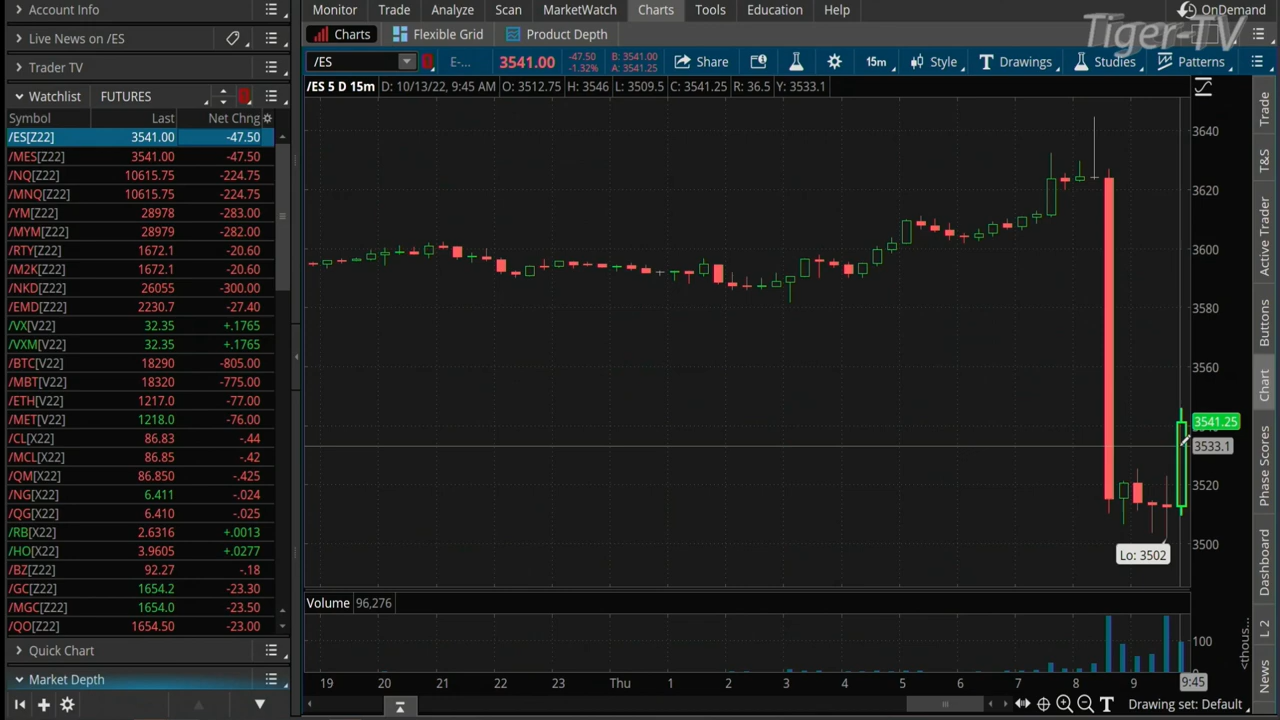 Account Info
Live News on /ES
Trader TV
Watchlist FUTURES
Symbol Last Net Chng
/ES[Z22] 3541.00 -47.50
/MES[Z22] 3541.00 -47.50
/NQ[Z22] 10615.75 -224.75
/MNQ[Z22] 10615.75 -224.75
/YM[Z22] 28978 -283.00
/MYM[Z22] 28979 -282.00
/RTY[Z22] 1672.1 -20.60
/M2K[Z22] 1672.1 -20.60
/NKD[Z22] 26055 -300.00
/EMD[Z22] 2230.7 -27.40
/VX[V22] 32.35 +.1765
/VXM[V22] 32.35 +.1765
/BTC[V22] 18290 -805.00
/MBT[V22] 18320 -775.00
/ETH[V22] 1217.0 -77.00
/MET[V22] 1218.0 -76.00
/CL[X22] 86.83 -.44
/MCL[X22] 86.85 -.42
/QM[X22] 86.850 -.425
/NG[X22] 6.411 -.024
/QG[X22] 6.410 -.025
/RB[X22] 2.6316 +.0013
/HO[X22] 3.9605 +.0277
/BZ[Z22] 92.27 -.18
/GC[Z22] 1654.2 -23.30
/MGC[Z22] 1654.0 -23.50
/QO[Z22] 1654.50 -23.00
Quick Chart
Market Depth
Monitor Trade Analyze Scan MarketWatch Charts Tools Education Help OnDemand
Tiger-TV
Charts Flexible Grid Product Depth
/ES E-... 3541.00 -47.50 B: 3541.00 Share 15m Style Drawings Studies Patterns
-1.32% A: 3541.25
/ES 5 D 15m D: 10/13/22, 9:45 AM O: 3512.75 H: 3546 L: 3509.5 C: 3541.25 R: 36.5 Y: 3533.1
3640
3620
3600
3580
3560
3541.25
3533.1
3520
3500
Lo: 3502
Volume 96,276
100
<thous...
19 20 21 22 23 Thu 1 2 3 4 5 6 7 8 9 9:45
Drawing set: Default
Trade
T&S
Active Trader
Buttons
Chart
Phase Scores
Dashboard
L 2
News